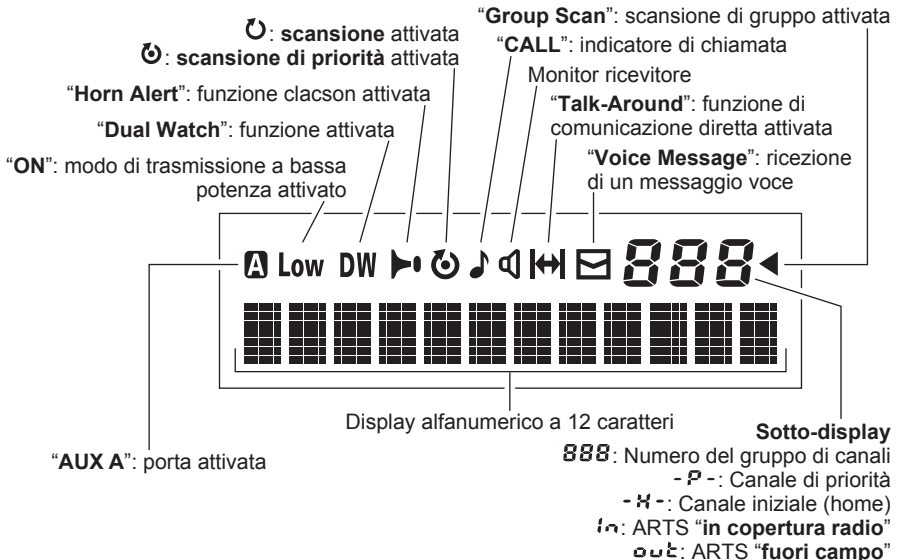 “Group Scan”: scansione di gruppo attivata
: scansione attivata
“CALL”: indicatore di chiamata
: scansione di priorità attivata
Monitor ricevitore
“Horn Alert”: funzione clacson attivata
“Talk-Around”: funzione di
comunicazione diretta attivata
“Dual Watch”: funzione attivata
“Voice Message”: ricezione
di un messaggio voce
“ON”: modo di trasmissione a bassa
potenza attivato
A Low DW 888
Display alfanumerico a 12 caratteri
“AUX A”: porta attivata
Sotto-display
888: Numero del gruppo di canali
-P-: Canale di priorità
-H-: Canale iniziale (home)
In: ARTS “in copertura radio”
out: ARTS “fuori campo”